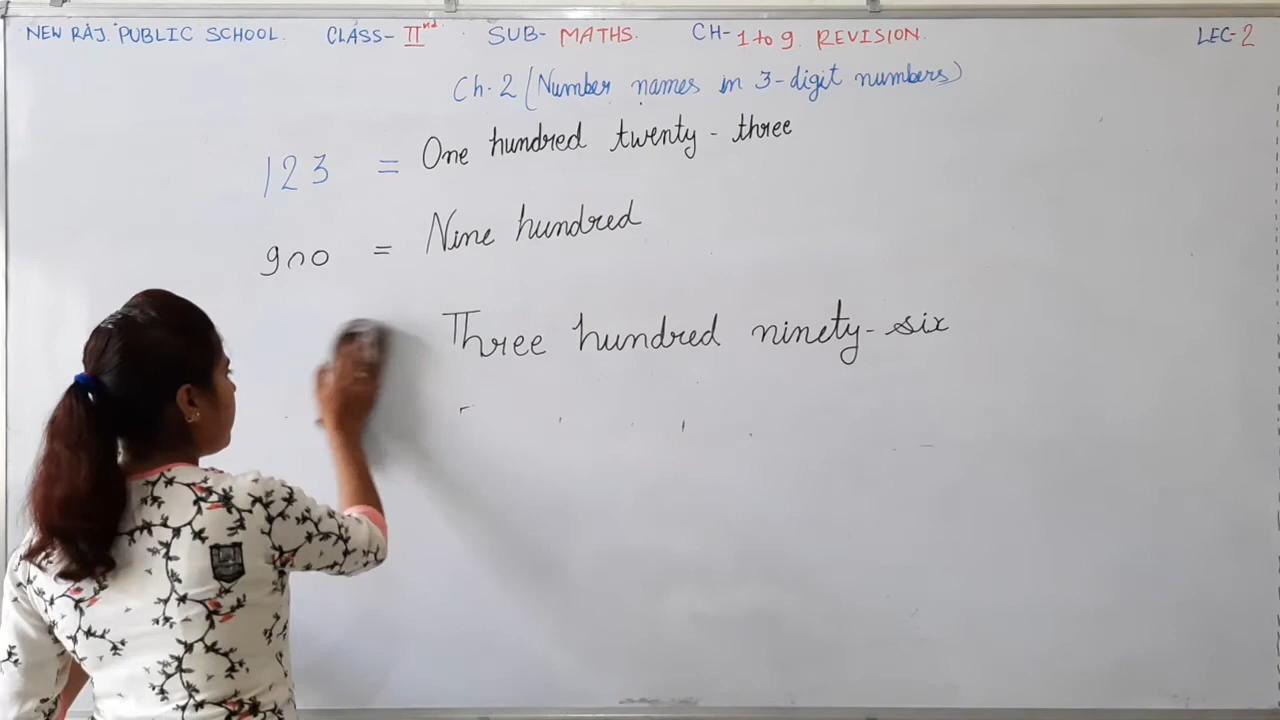 NEW RAJ. PUBLIC SCHOOL. CLASS- IInd. SUB- MATHS. CH- 1 to 9. REVISION. LEC-2
Ch. 2 (Number names in 3-digit numbers)
123 = One hundred twenty-three
900 = Nine hundred
Three hundred ninety-six